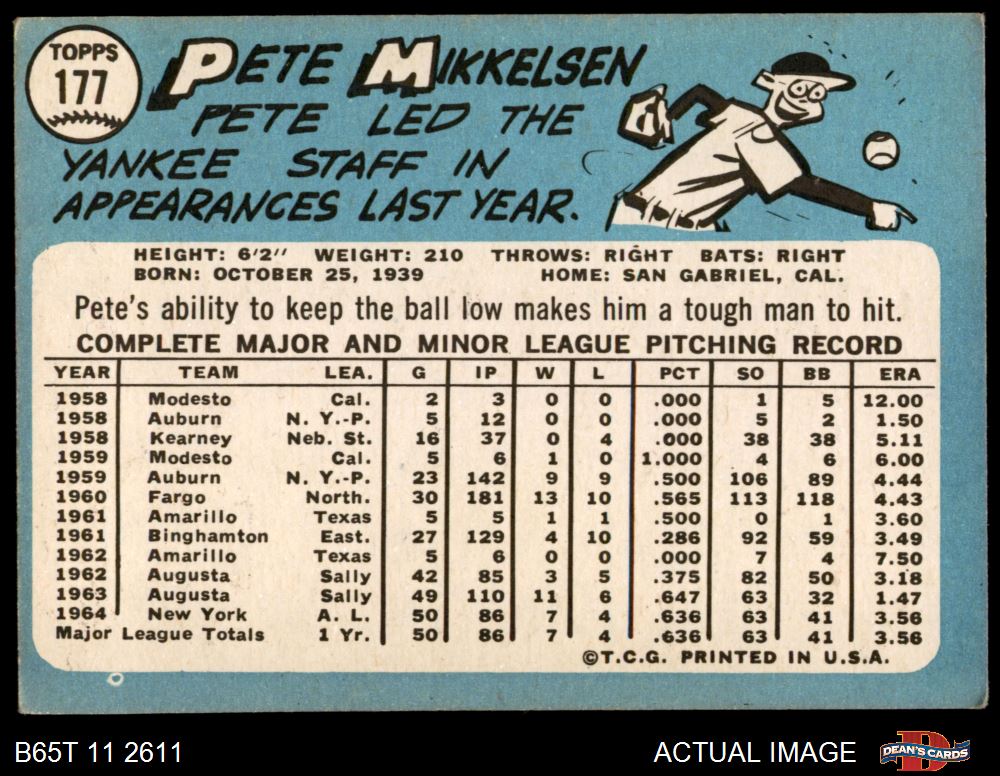 TOPPS
177
PETE MIKKELSEN
PETE LED THE
YANKEE STAFF IN
APPEARANCES LAST YEAR.
HEIGHT: 6'2" WEIGHT: 210 THROWS: RIGHT BATS: RIGHT
BORN: OCTOBER 25, 1939 HOME: SAN GABRIEL, CAL.
Pete's ability to keep the ball low makes him a tough man to hit.
COMPLETE MAJOR AND MINOR LEAGUE PITCHING RECORD
YEAR TEAM LEA. G IP W L PCT SO BB ERA
1958 Modesto Cal. 2 3 0 0 .000 1 5 12.00
1958 Auburn N. Y.-P. 5 12 0 0 .000 5 2 1.50
1958 Kearney Neb. St. 16 37 0 4 .000 38 38 5.11
1959 Modesto Cal. 5 6 1 0 1.000 4 6 6.00
1959 Auburn N. Y.-P. 23 142 9 9 .500 106 89 4.44
1960 Fargo North. 30 181 13 10 .565 113 118 4.43
1961 Amarillo Texas 5 5 1 1 .500 0 1 3.60
1961 Binghamton East. 27 129 4 10 .286 92 59 3.49
1962 Amarillo Texas 5 6 0 0 .000 7 4 7.50
1962 Augusta Sally 42 85 3 5 .375 82 50 3.18
1963 Augusta Sally 49 110 11 6 .647 63 32 1.47
1964 New York A. L. 50 86 7 4 .636 63 41 3.56
Major League Totals 1 Yr. 50 86 7 4 .636 63 41 3.56
©T.C.G. PRINTED IN U.S.A.
B65T 11 2611 ACTUAL IMAGE DEAN'S CARDS